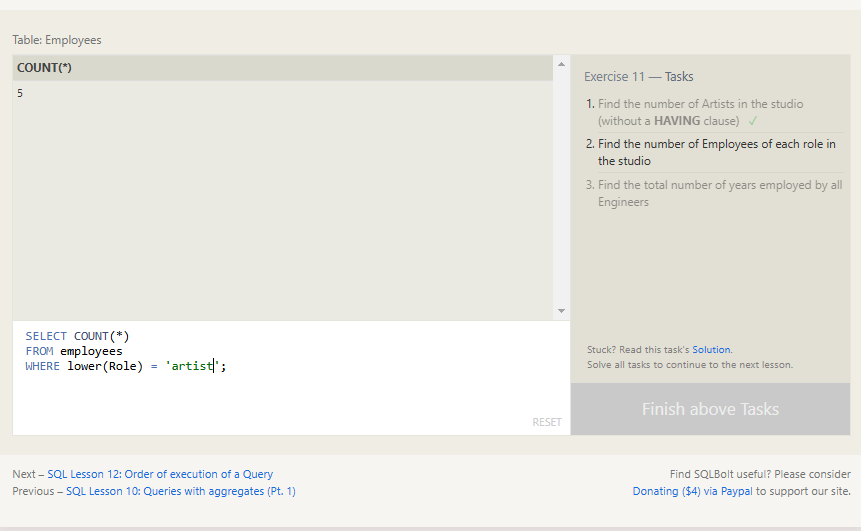 Table: Employees
COUNT(*)
5
Exercise 11 — Tasks
1. Find the number of Artists in the studio
(without a HAVING clause) ✓
2. Find the number of Employees of each role in
the studio
3. Find the total number of years employed by all
Engineers
SELECT COUNT(*)
FROM employees
WHERE lower(Role) = 'artist';
RESET
Stuck? Read this task's Solution.
Solve all tasks to continue to the next lesson.
Finish above Tasks
Next – SQL Lesson 12: Order of execution of a Query
Previous – SQL Lesson 10: Queries with aggregates (Pt. 1)
Find SQLBolt useful? Please consider
Donating ($4) via Paypal to support our site.